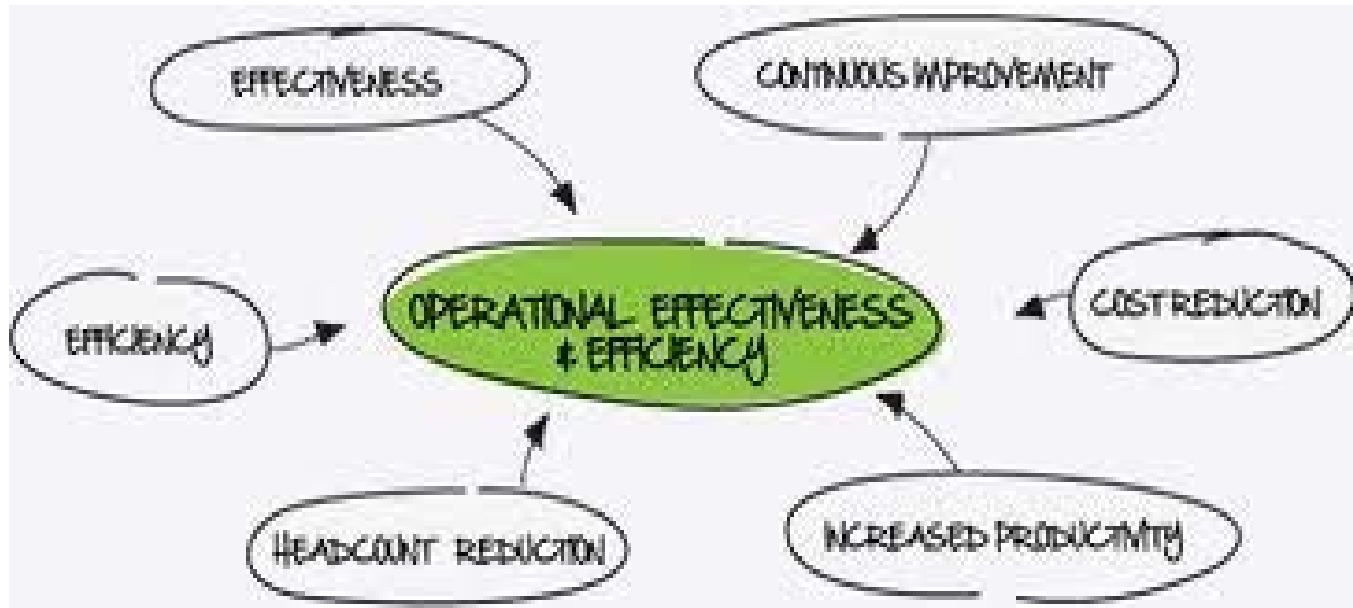 EFFECTIVENESS
CONTINUOUS IMPROVEMENT
OPERATIONAL EFFECTIVENESS
& EFFICIENCY
COST REDUCTION
EFFICIENCY
HEADCOUNT REDUCTION
INCREASED PRODUCTIVITY